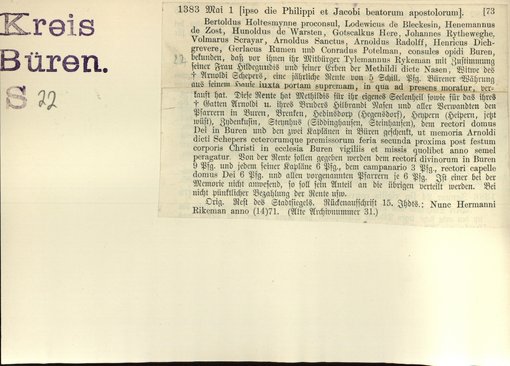 Kreis
Büren.
S 22
1383 Mai 1 [ipso die Philippi et Jacobi beatorum apostolorum]. [73
Bertoldus Holtesmynne proconsul, Lodewicus de Bleckesin, Henemannus
de Zost, Hunoldus de Warsten, Gotscalkus Here, Johannes Rytheweghe,
Volmarus Scrayar, Arnoldus Sanctus, Arnoldus Radolff, Henricus Dich-
grevere, Gerlacus Rumen und Conradus Potelman, consules opidi Buren,
bekunden, daß vor ihnen ihr Mitbürger Tylemannus Rykeman mit Zustimmung
seiner Frau Hildegundis und seiner Erben der Methildi dicte Nasen, Witwe des
† Arnoldi Schepers, eine jährliche Rente von 5 Schill. Pfg. Bürener Währung
aus seinem Hause iuxta portam supremam, in qua ad presens moratur, ver-
kauft hat. Diese Rente hat Methildis für ihr eigenes Seelenheil sowie für das ihres
† Gatten Arnoldi u. ihres Bruders Hilbrandi Nasen und aller Verwandten den
Pfarrern in Buren, Brenken, Hedinsdorp (Hegensdorf), Heypern (Heipern, jetzt
wüst), Zydenkusin, Steynhus (Siddinghausen, Steinhausen), dem rectori domus
Dei in Buren und den zwei Kaplänen in Büren geschenkt, ut memoria Arnoldi
dicti Schepers ceterorumque premissorum feria secunda proxima post festum
corporis Christi in ecclesia Buren vigiliis et missis quolibet anno semel
peragatur. Von der Rente sollen gegeben werden dem rectori divinorum in Buren
9 Pfg. und jedem seiner Kapläne 6 Pfg., dem campanario 3 Pfg., rectori capelle
domus Dei 6 Pfg. und allen vorgenannten Pfarrern je 6 Pfg. Ist einer bei der
Memorie nicht anwesend, so soll sein Anteil an die übrigen verteilt werden. Bei
nicht pünktlicher Bezahlung der Rente usw.
Orig. Rest des Stadtsiegels. Rückenaufschrift 15. Jhdts.: Nunc Hermanni
Rikeman anno (14)71. (Alte Archivnummer 31.)